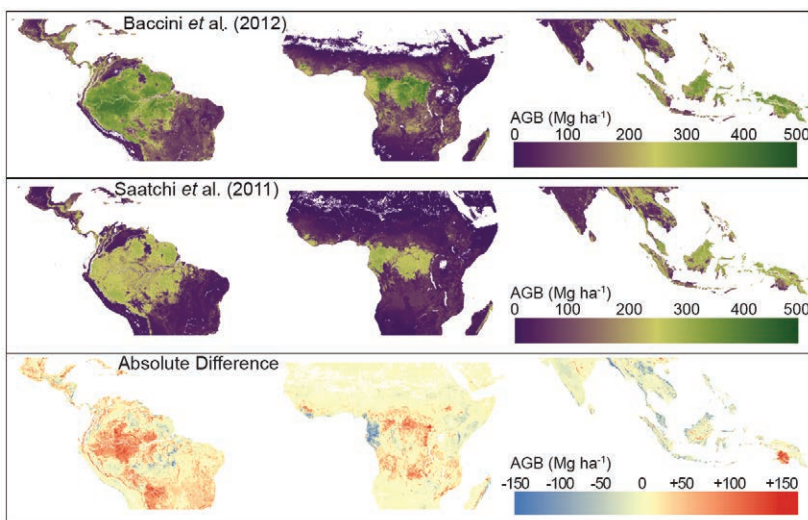 Baccini et al. (2012)
AGB (Mg ha⁻¹)
0 100 200 300 400 500
Saatchi et al. (2011)
AGB (Mg ha⁻¹)
0 100 200 300 400 500
Absolute Difference
AGB (Mg ha⁻¹)
-150 -100 -50 0 +50 +100 +150